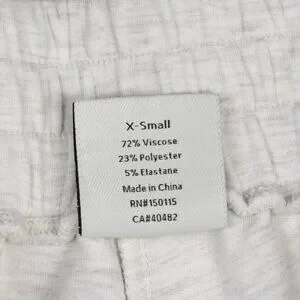 X-Small
72% Viscose
23% Polyester
5% Elastane
Made in China
RN#150115
CA#40482